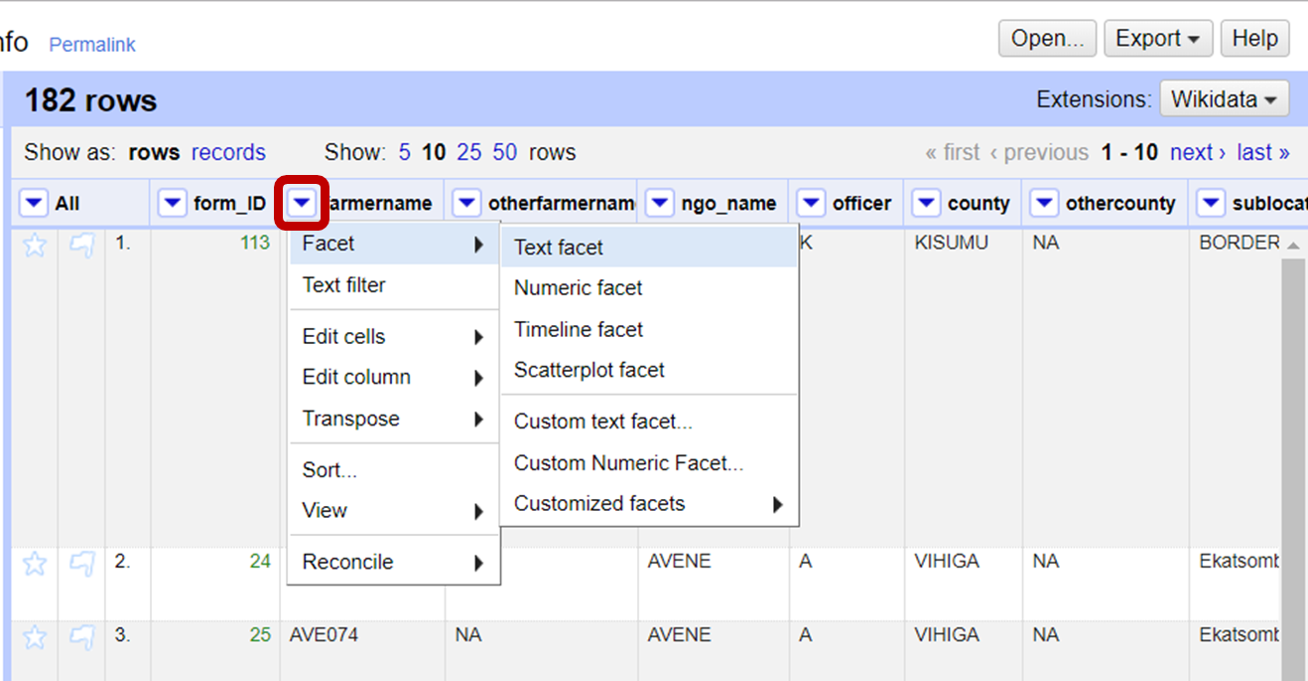 nfo Permalink Open... Export Help
182 rows Extensions: Wikidata
Show as: rows records Show: 5 10 25 50 rows « first ‹ previous 1 - 10 next › last »
All form_ID armername otherfarmernam ngo_name officer county othercounty sublocat
1. 113 K KISUMU NA BORDER
Facet
Text filter
Edit cells
Edit column
Transpose
Sort...
View
Reconcile
Text facet
Numeric facet
Timeline facet
Scatterplot facet
Custom text facet...
Custom Numeric Facet...
Customized facets
2. 24 AVENE A VIHIGA NA Ekatsomb
3. 25 AVE074 NA AVENE A VIHIGA NA Ekatsomb